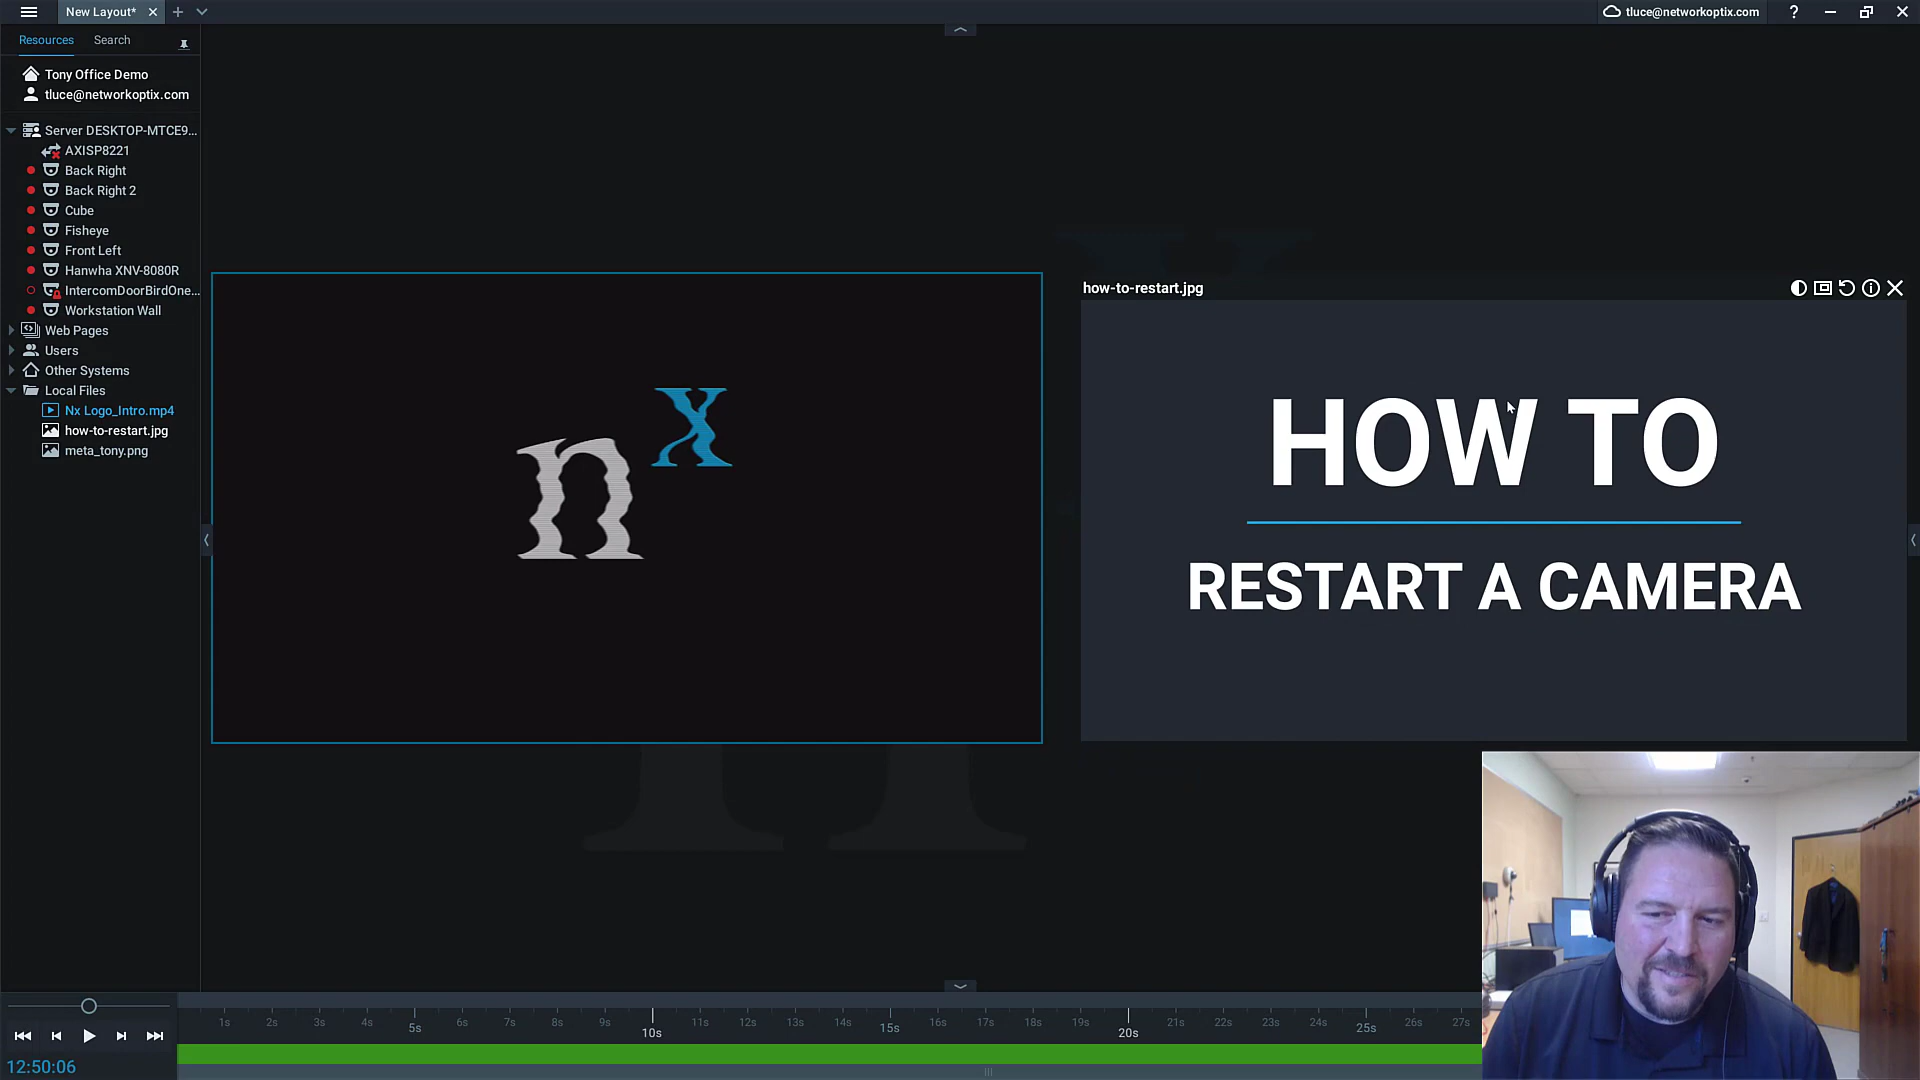 New Layout*
tluce@networkoptix.com
?
Resources
Search
Tony Office Demo
tluce@networkoptix.com
Server DESKTOP-MTCE9...
AXISP8221
Back Right
Back Right 2
Cube
Fisheye
Front Left
Hanwha XNV-8080R
IntercomDoorBirdOne...
Workstation Wall
Web Pages
Users
Other Systems
Local Files
Nx Logo_Intro.mp4
how-to-restart.jpg
meta_tony.png
nx
how-to-restart.jpg
HOW TO
RESTART A CAMERA
1s 2s 3s 4s 5s 6s 7s 8s 9s 10s 11s 12s 13s 14s 15s 16s 17s 18s 19s 20s 21s 22s 23s 24s 25s 26s 27s
12:50:06